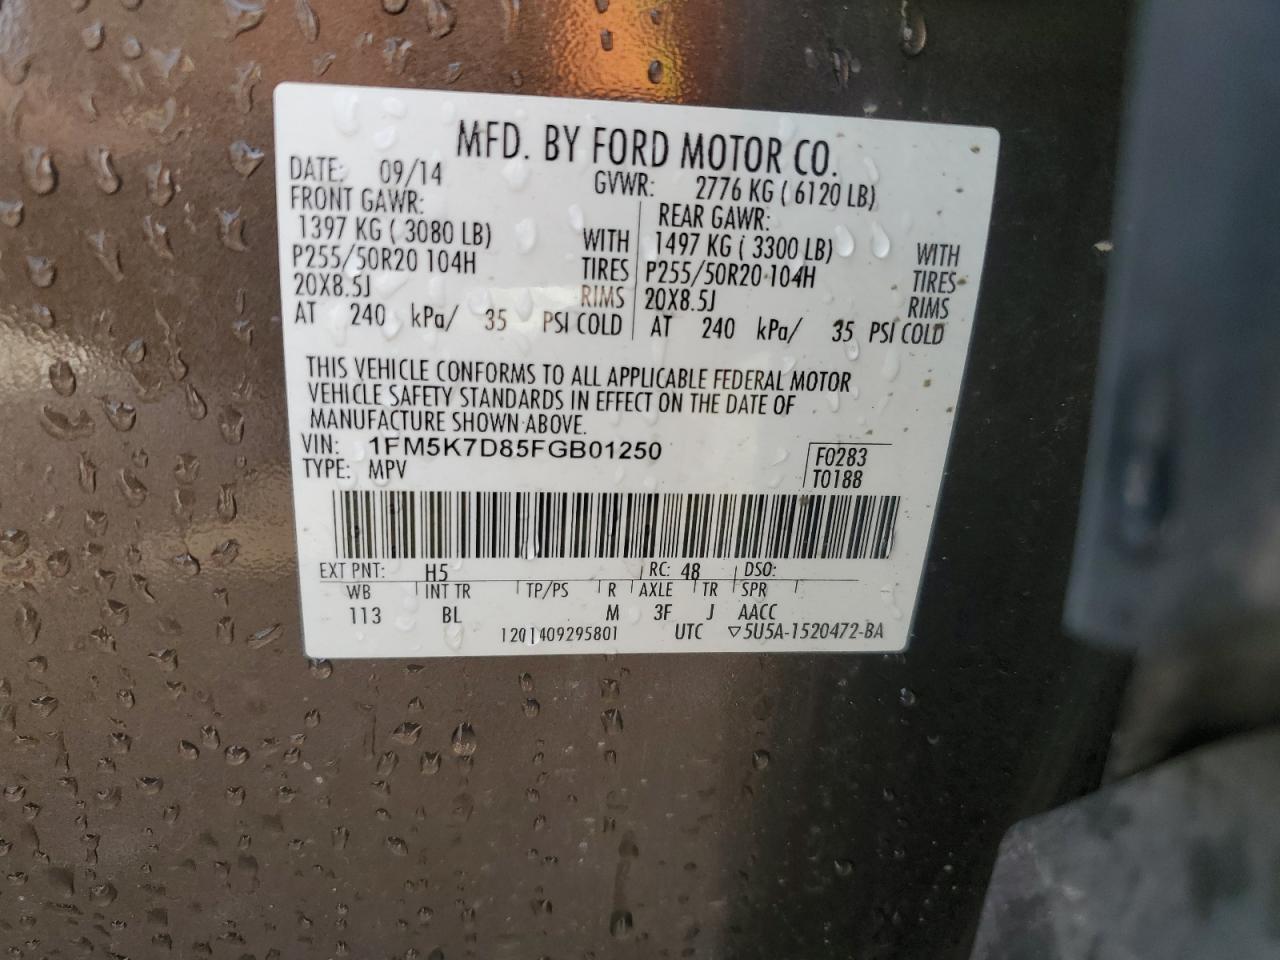 MFD. BY FORD MOTOR CO.
DATE: 09/14 GVWR: 2776 KG ( 6120 LB)
FRONT GAWR: REAR GAWR:
1397 KG ( 3080 LB) WITH 1497 KG ( 3300 LB) WITH
P255/50R20 104H TIRES P255/50R20 104H TIRES
20X8.5J RIMS 20X8.5J RIMS
AT 240 kPa/ 35 PSI COLD AT 240 kPa/ 35 PSI COLD
THIS VEHICLE CONFORMS TO ALL APPLICABLE FEDERAL MOTOR
VEHICLE SAFETY STANDARDS IN EFFECT ON THE DATE OF
MANUFACTURE SHOWN ABOVE.
VIN: 1FM5K7D85FGB01250 F0283
TYPE: MPV T0188
EXT PNT: H5 RC: 48 DSO:
WB INT TR TP/PS R AXLE TR SPR
113 BL M 3F J AACC
1201409295801 UTC ▽5U5A-1520472-BA